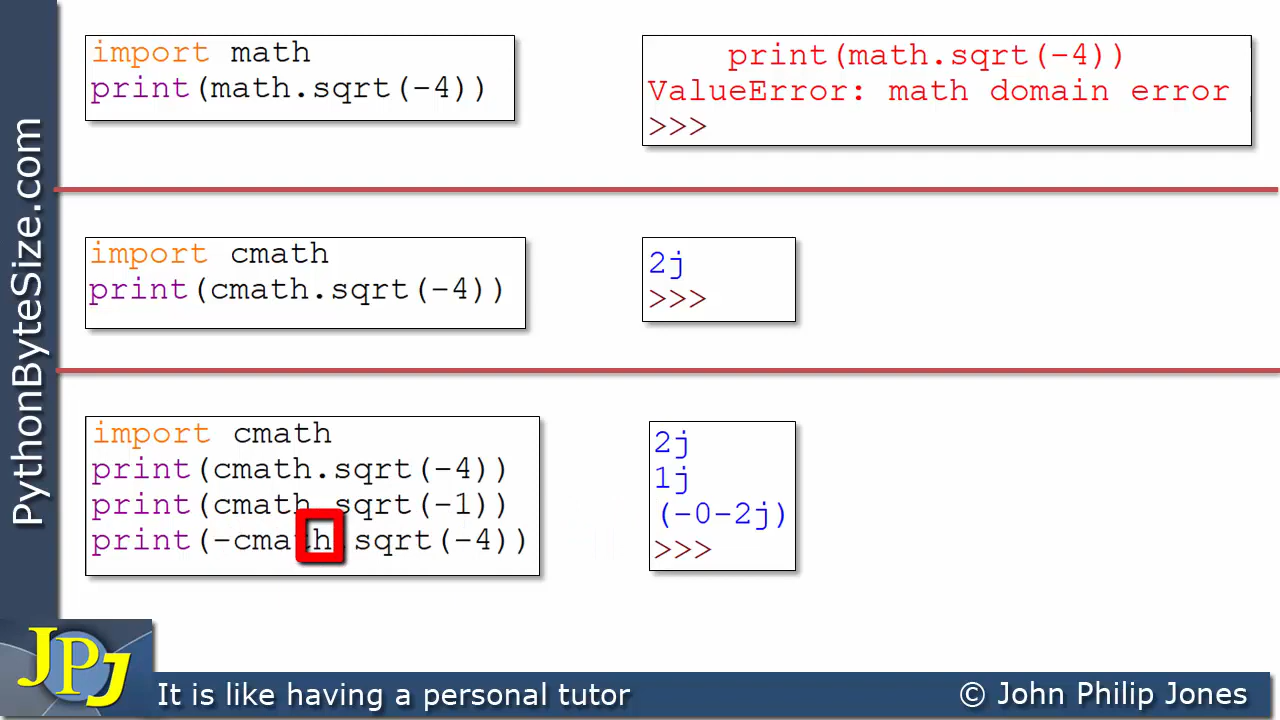 import math
print(math.sqrt(-4))
print(math.sqrt(-4))
ValueError: math domain error
>>>
import cmath
print(cmath.sqrt(-4))
2j
>>>
import cmath
print(cmath.sqrt(-4))
print(cmath.sqrt(-1))
print(-cmath.sqrt(-4))
2j
1j
(-0-2j)
>>>
PythonByteSize.com
JPJ
It is like having a personal tutor
© John Philip Jones